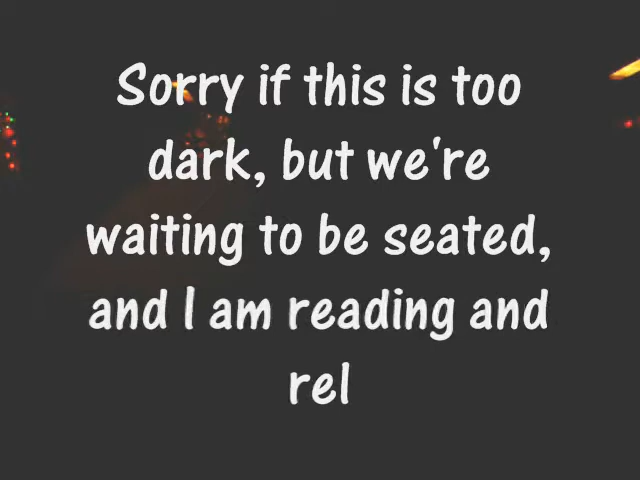 Sorry if this is too
dark, but we're
waiting to be seated,
and I am reading and
rel